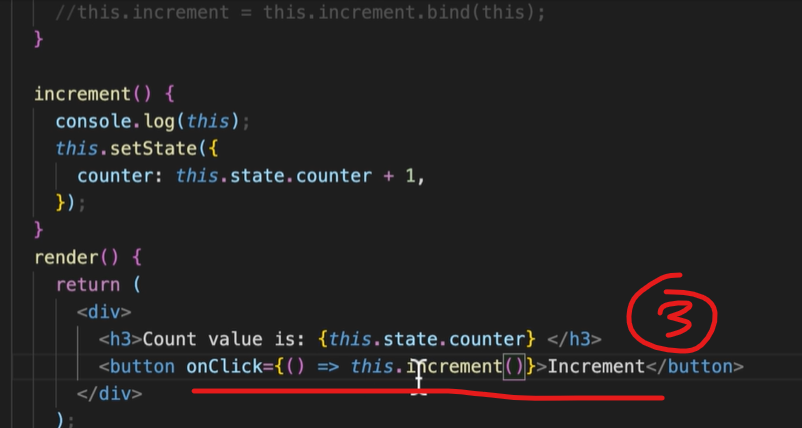 //this.increment = this.increment.bind(this);
}
increment() {
console.log(this);
this.setState({
counter: this.state.counter + 1,
});
}
render() {
return (
<div>
<h3>Count value is: {this.state.counter} </h3>
3
<button onClick={() => this.increment()}>Increment</button>
</div>
);